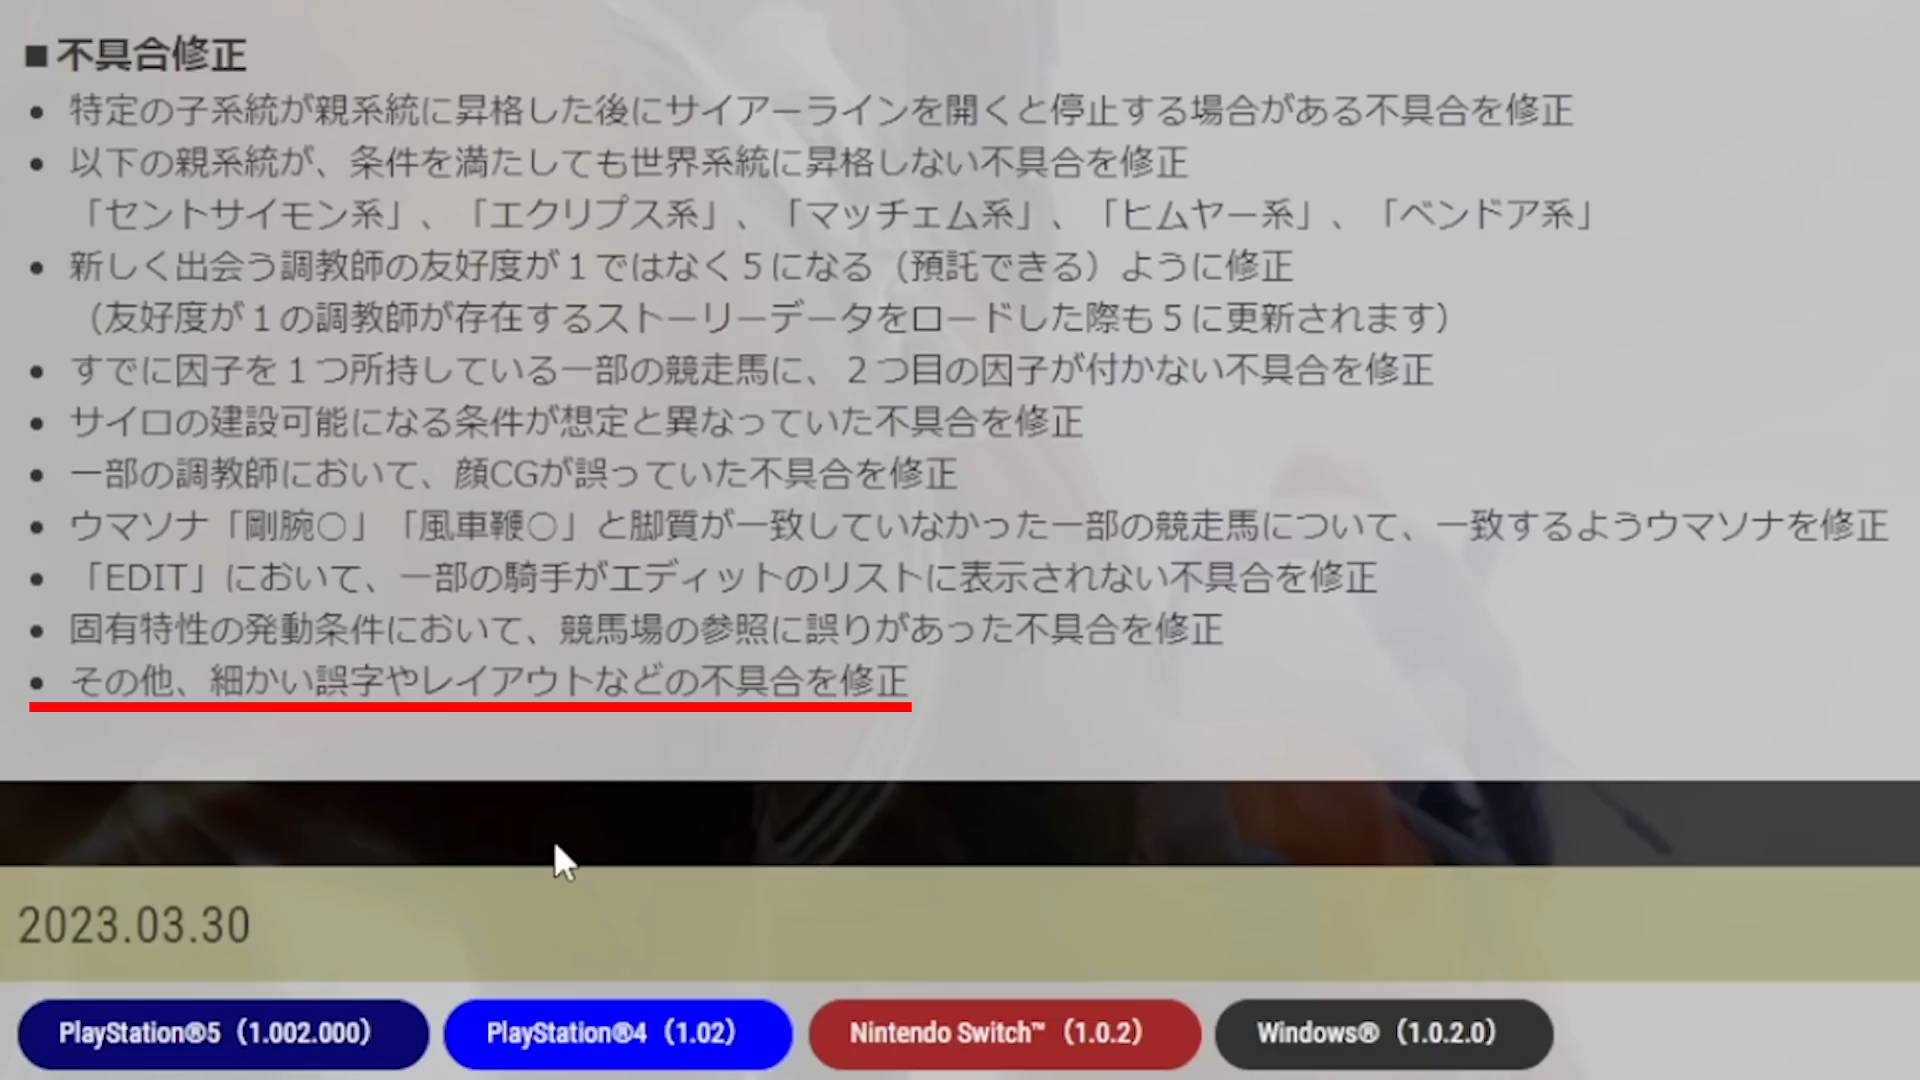 ■不具合修正
• 特定の子系統が親系統に昇格した後にサイアーラインを開くと停止する場合がある不具合を修正
• 以下の親系統が、条件を満たしても世界系統に昇格しない不具合を修正
「セントサイモン系」、「エクリプス系」、「マッチェム系」、「ヒムヤー系」、「ベンドア系」
• 新しく出会う調教師の友好度が１ではなく５になる（預託できる）ように修正
（友好度が１の調教師が存在するストーリーデータをロードした際も５に更新されます）
• すでに因子を１つ所持している一部の競走馬に、２つ目の因子が付かない不具合を修正
• サイロの建設可能になる条件が想定と異なっていた不具合を修正
• 一部の調教師において、顔CGが誤っていた不具合を修正
• ウマソナ「剛腕○」「風車鞭○」と脚質が一致していなかった一部の競走馬について、一致するようウマソナを修正
• 「EDIT」において、一部の騎手がエディットのリストに表示されない不具合を修正
• 固有特性の発動条件において、競馬場の参照に誤りがあった不具合を修正
• その他、細かい誤字やレイアウトなどの不具合を修正
2023.03.30
PlayStation®5（1.002.000） PlayStation®4（1.02） Nintendo Switch™（1.0.2） Windows®（1.0.2.0）